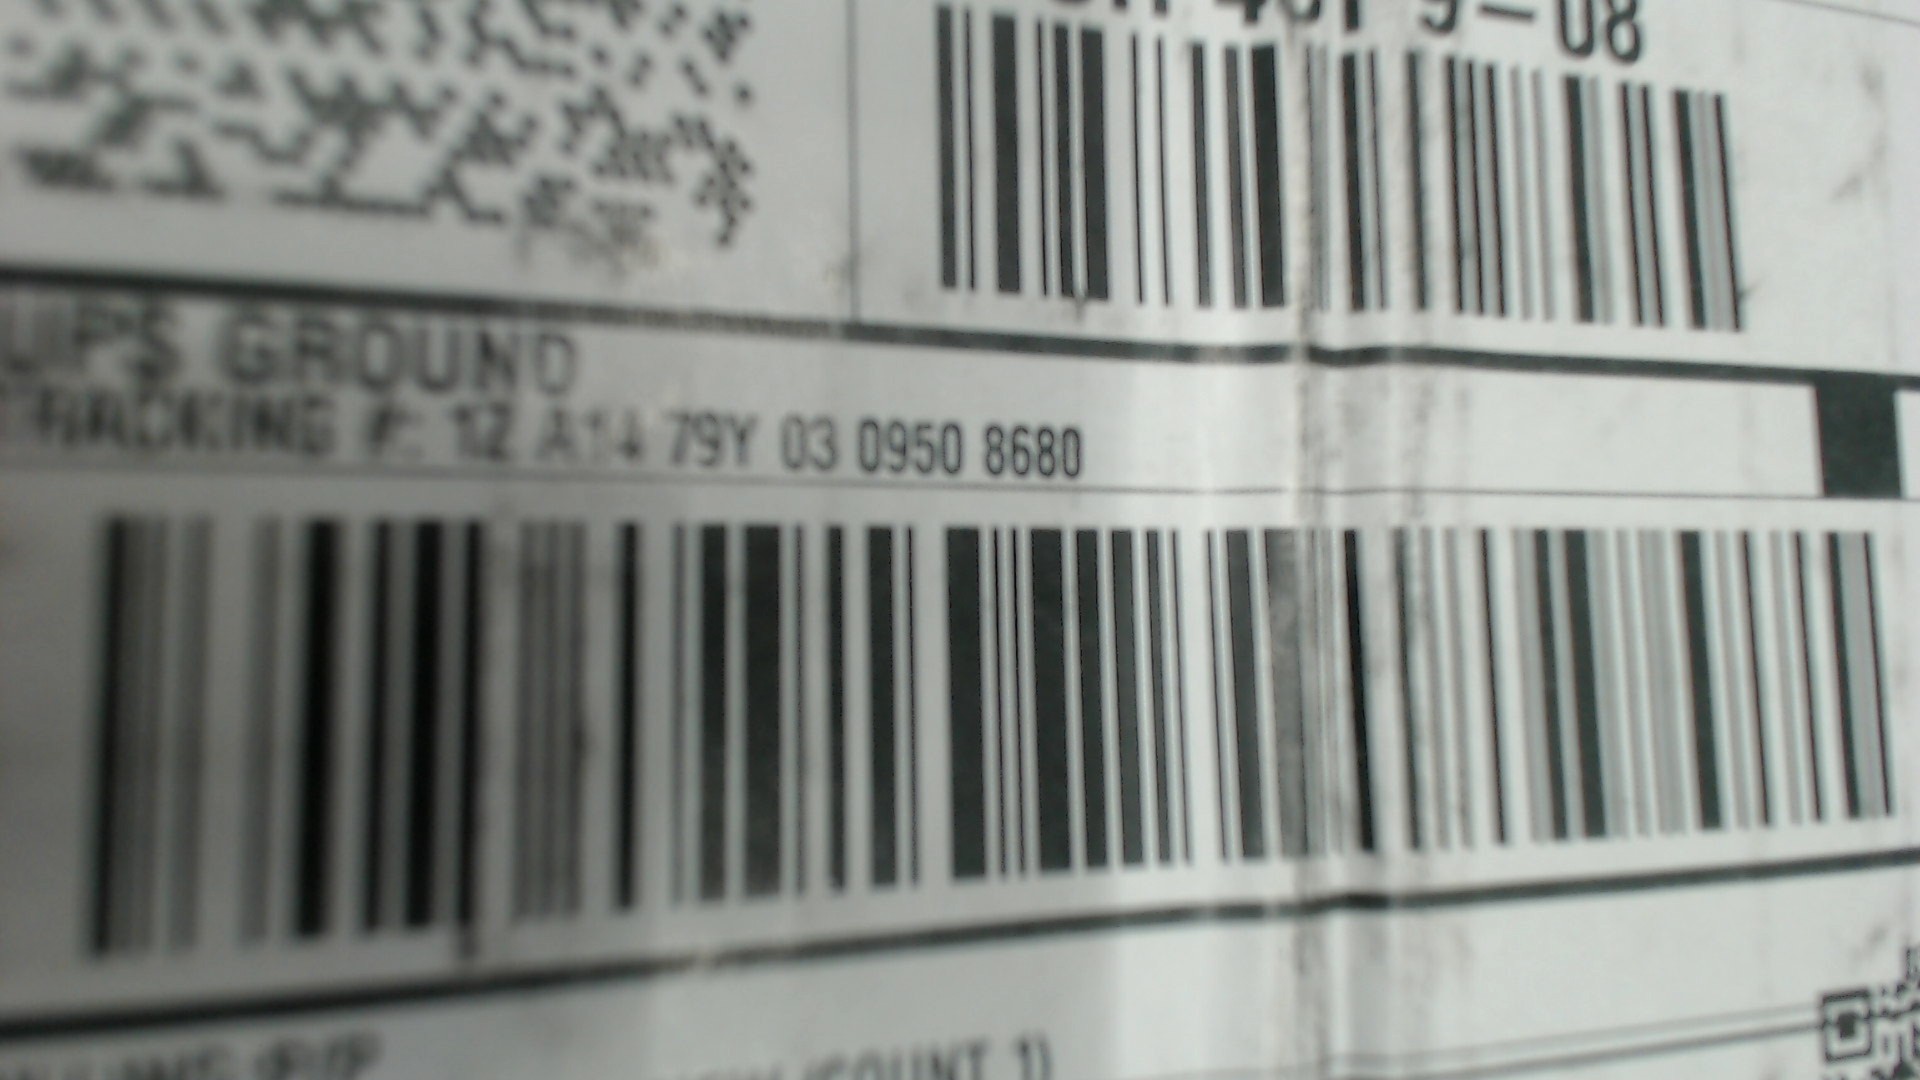 9-08
UPS GROUND
TRACKING #: 1Z A14 79Y 03 0950 8680
(COUNT 1)